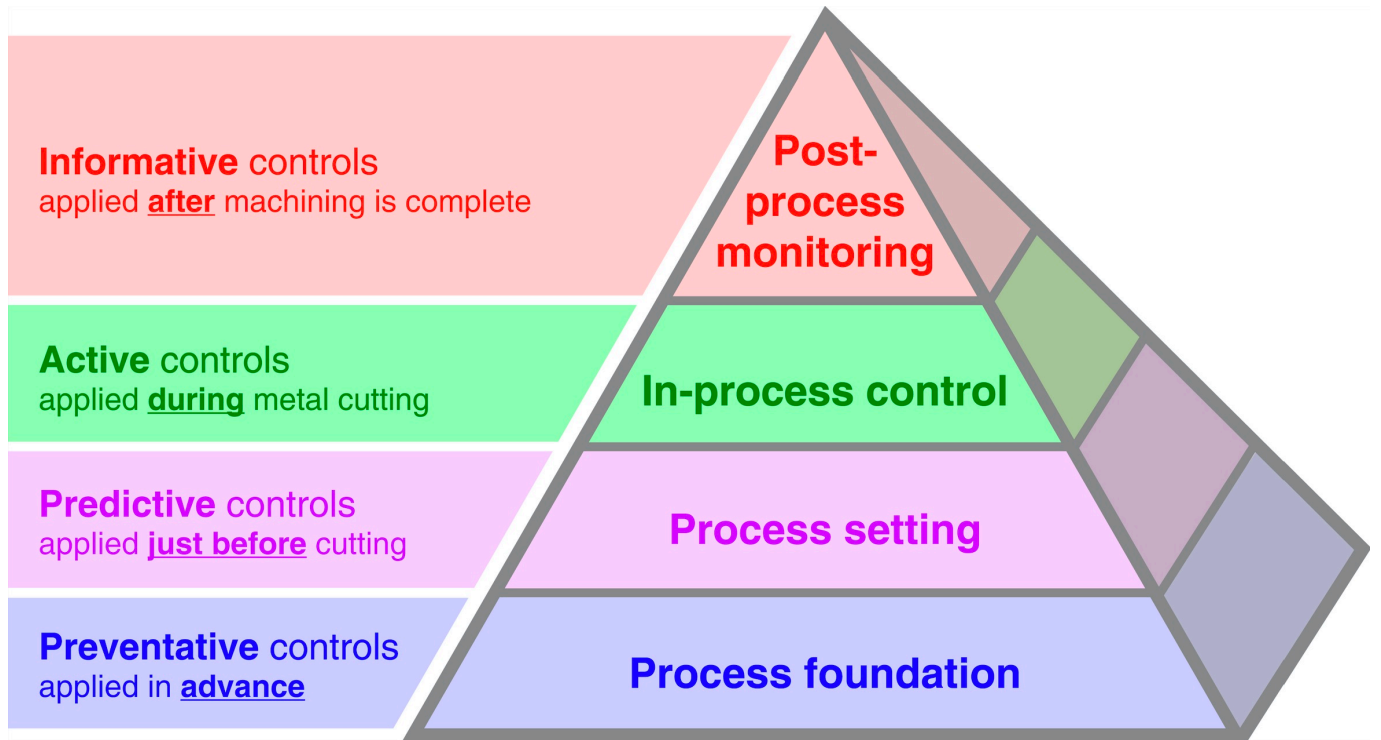 Informative controls
applied after machining is complete
Post-
process
monitoring
Active controls
applied during metal cutting
In-process control
Predictive controls
applied just before cutting
Process setting
Preventative controls
applied in advance
Process foundation